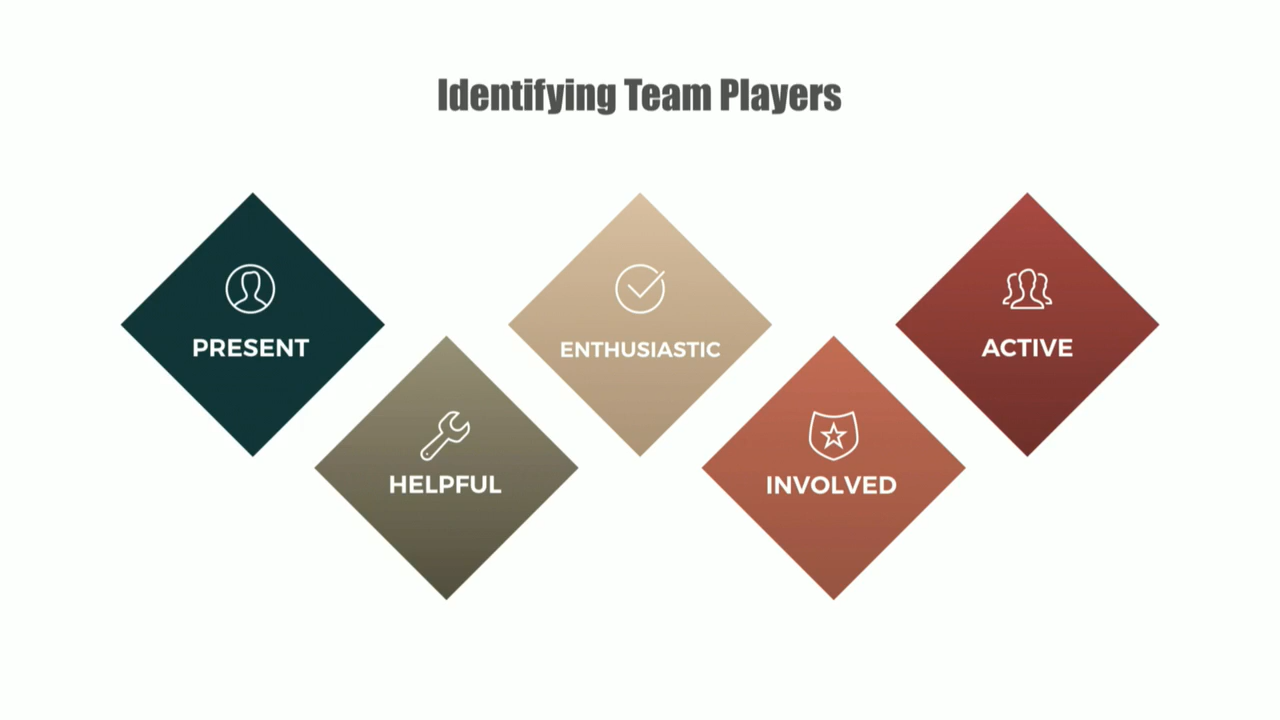 Identifying Team Players
PRESENT
HELPFUL
ENTHUSIASTIC
INVOLVED
ACTIVE